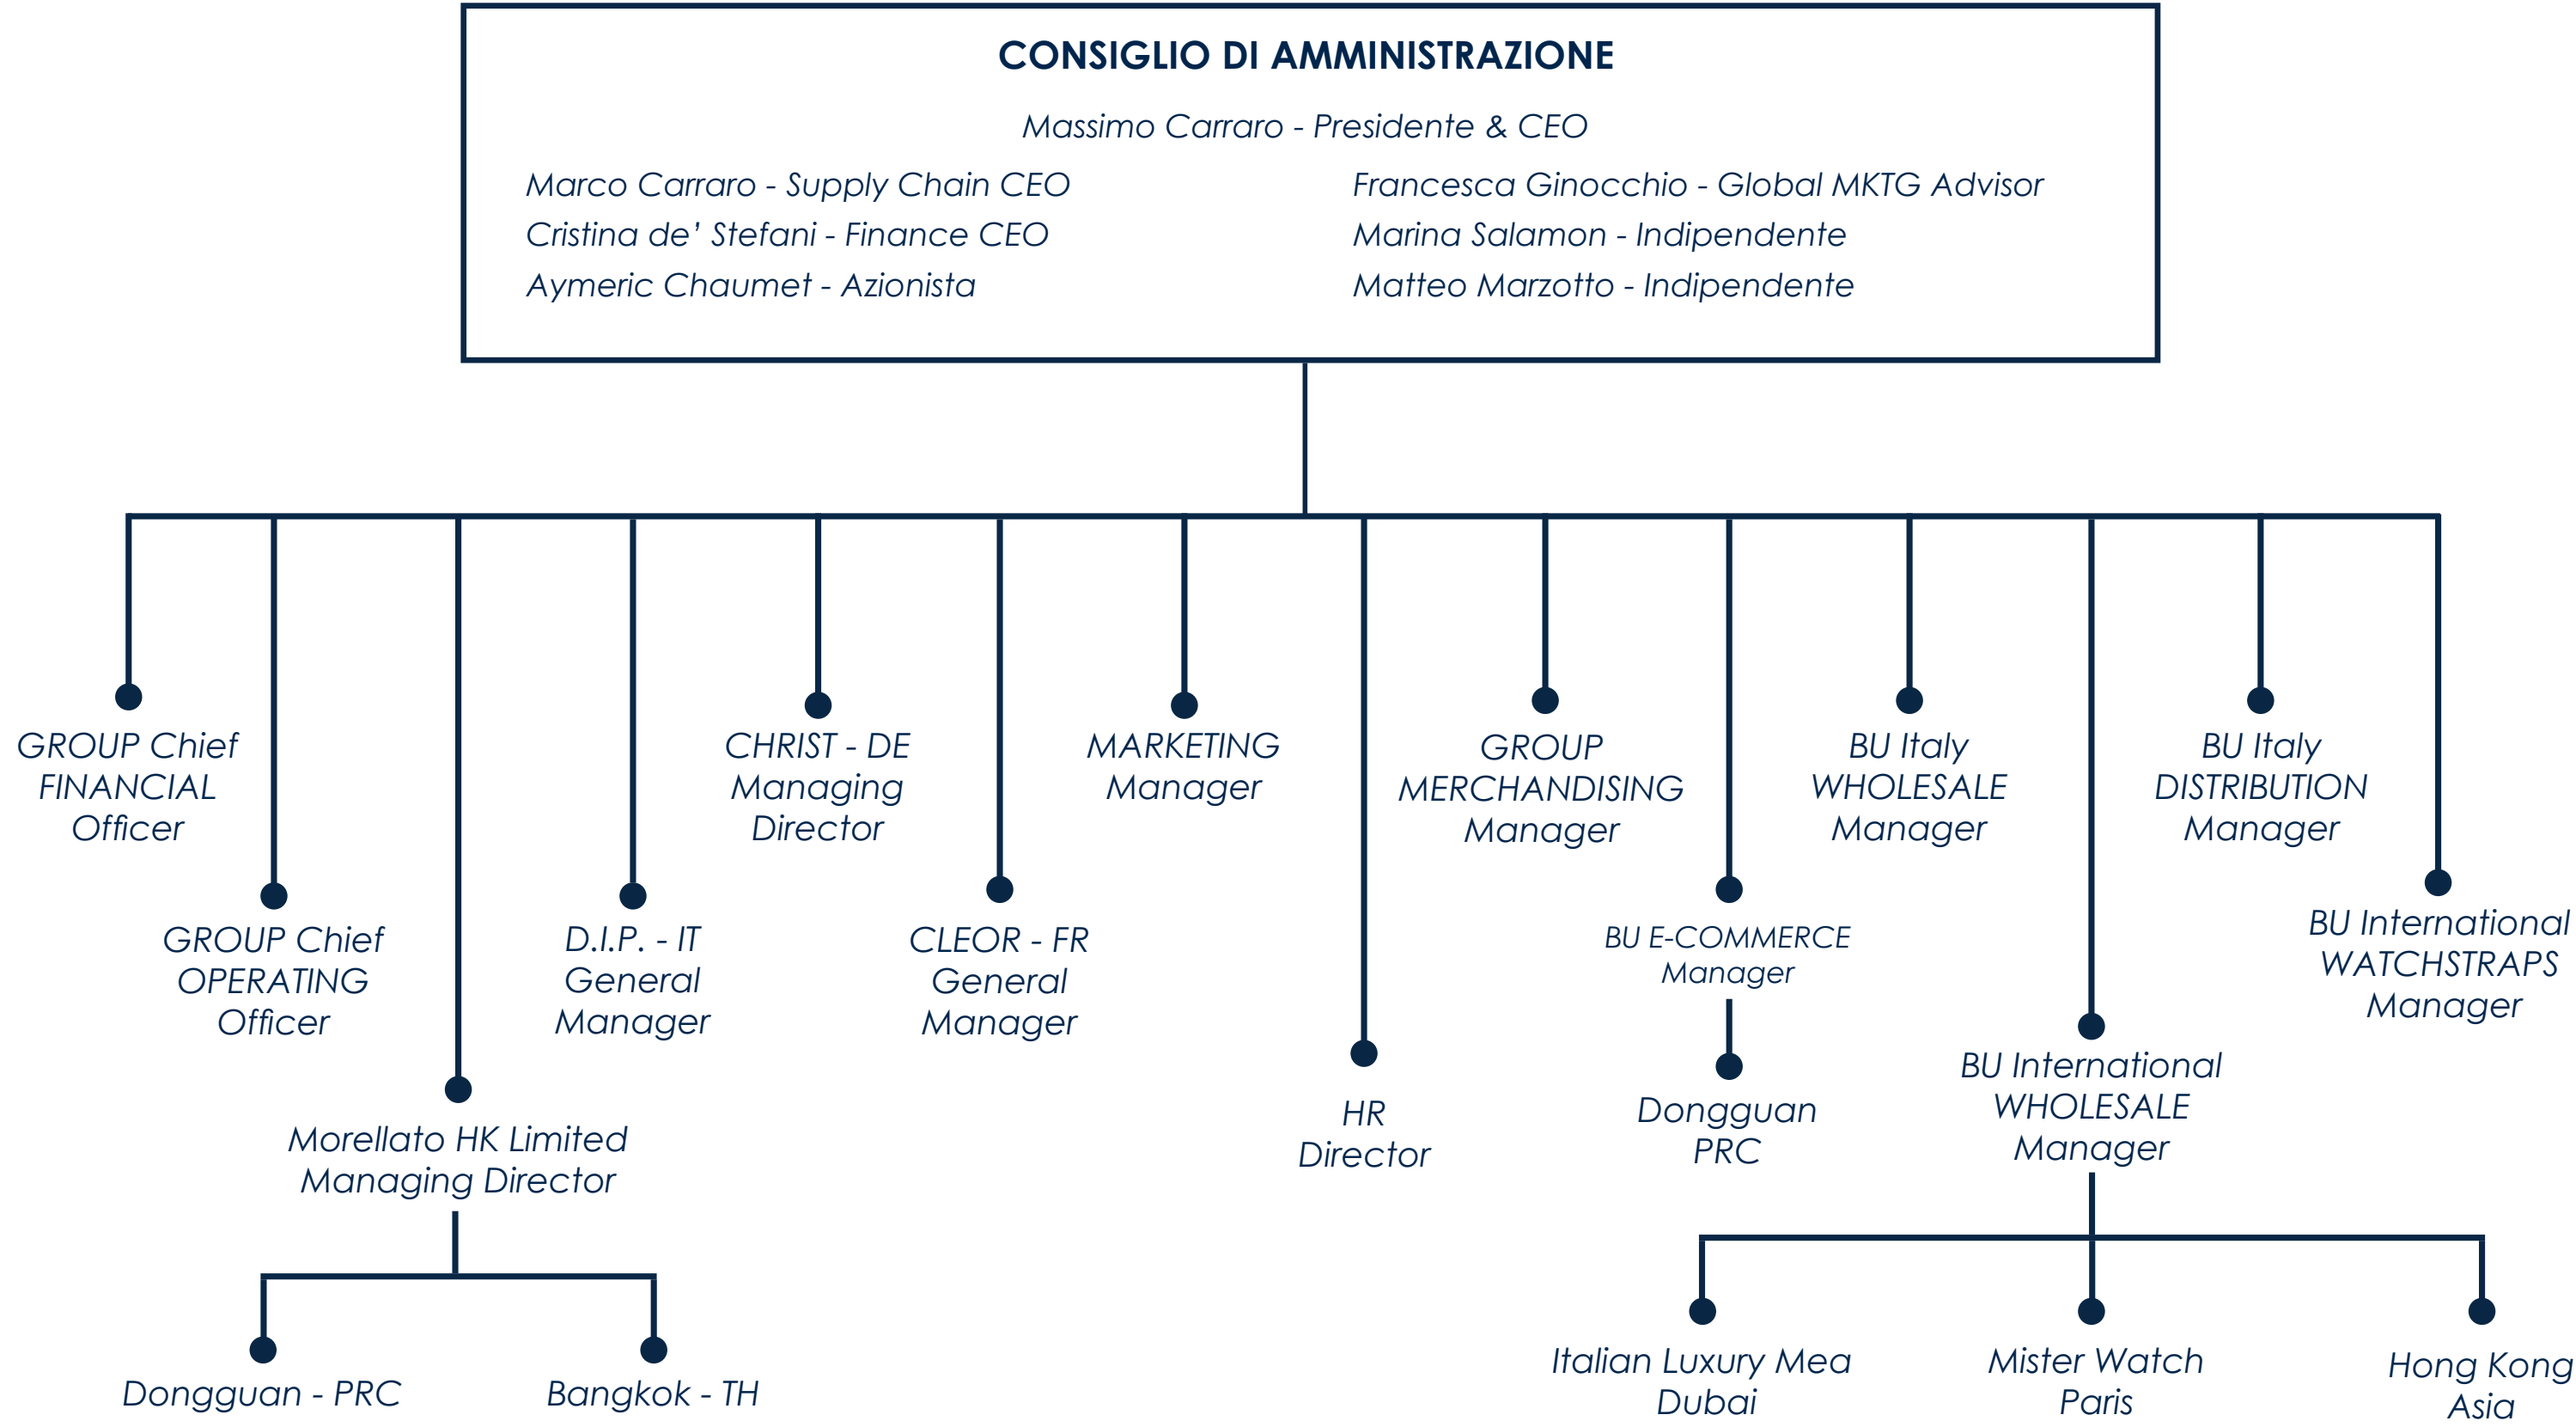 CONSIGLIO DI AMMINISTRAZIONE
Massimo Carraro - Presidente & CEO
Marco Carraro - Supply Chain CEO
Cristina de’ Stefani - Finance CEO
Aymeric Chaumet - Azionista
Francesca Ginocchio - Global MKTG Advisor
Marina Salamon - Indipendente
Matteo Marzotto - Indipendente
GROUP Chief
FINANCIAL
Officer
GROUP Chief
OPERATING
Officer
Morellato HK Limited
Managing Director
Dongguan - PRC
Bangkok - TH
D.I.P. - IT
General
Manager
CHRIST - DE
Managing
Director
CLEOR - FR
General
Manager
MARKETING
Manager
HR
Director
GROUP
MERCHANDISING
Manager
BU E-COMMERCE
Manager
Dongguan
PRC
BU Italy
WHOLESALE
Manager
BU International
WHOLESALE
Manager
Italian Luxury Mea
Dubai
Mister Watch
Paris
Hong Kong
Asia
BU Italy
DISTRIBUTION
Manager
BU International
WATCHSTRAPS
Manager